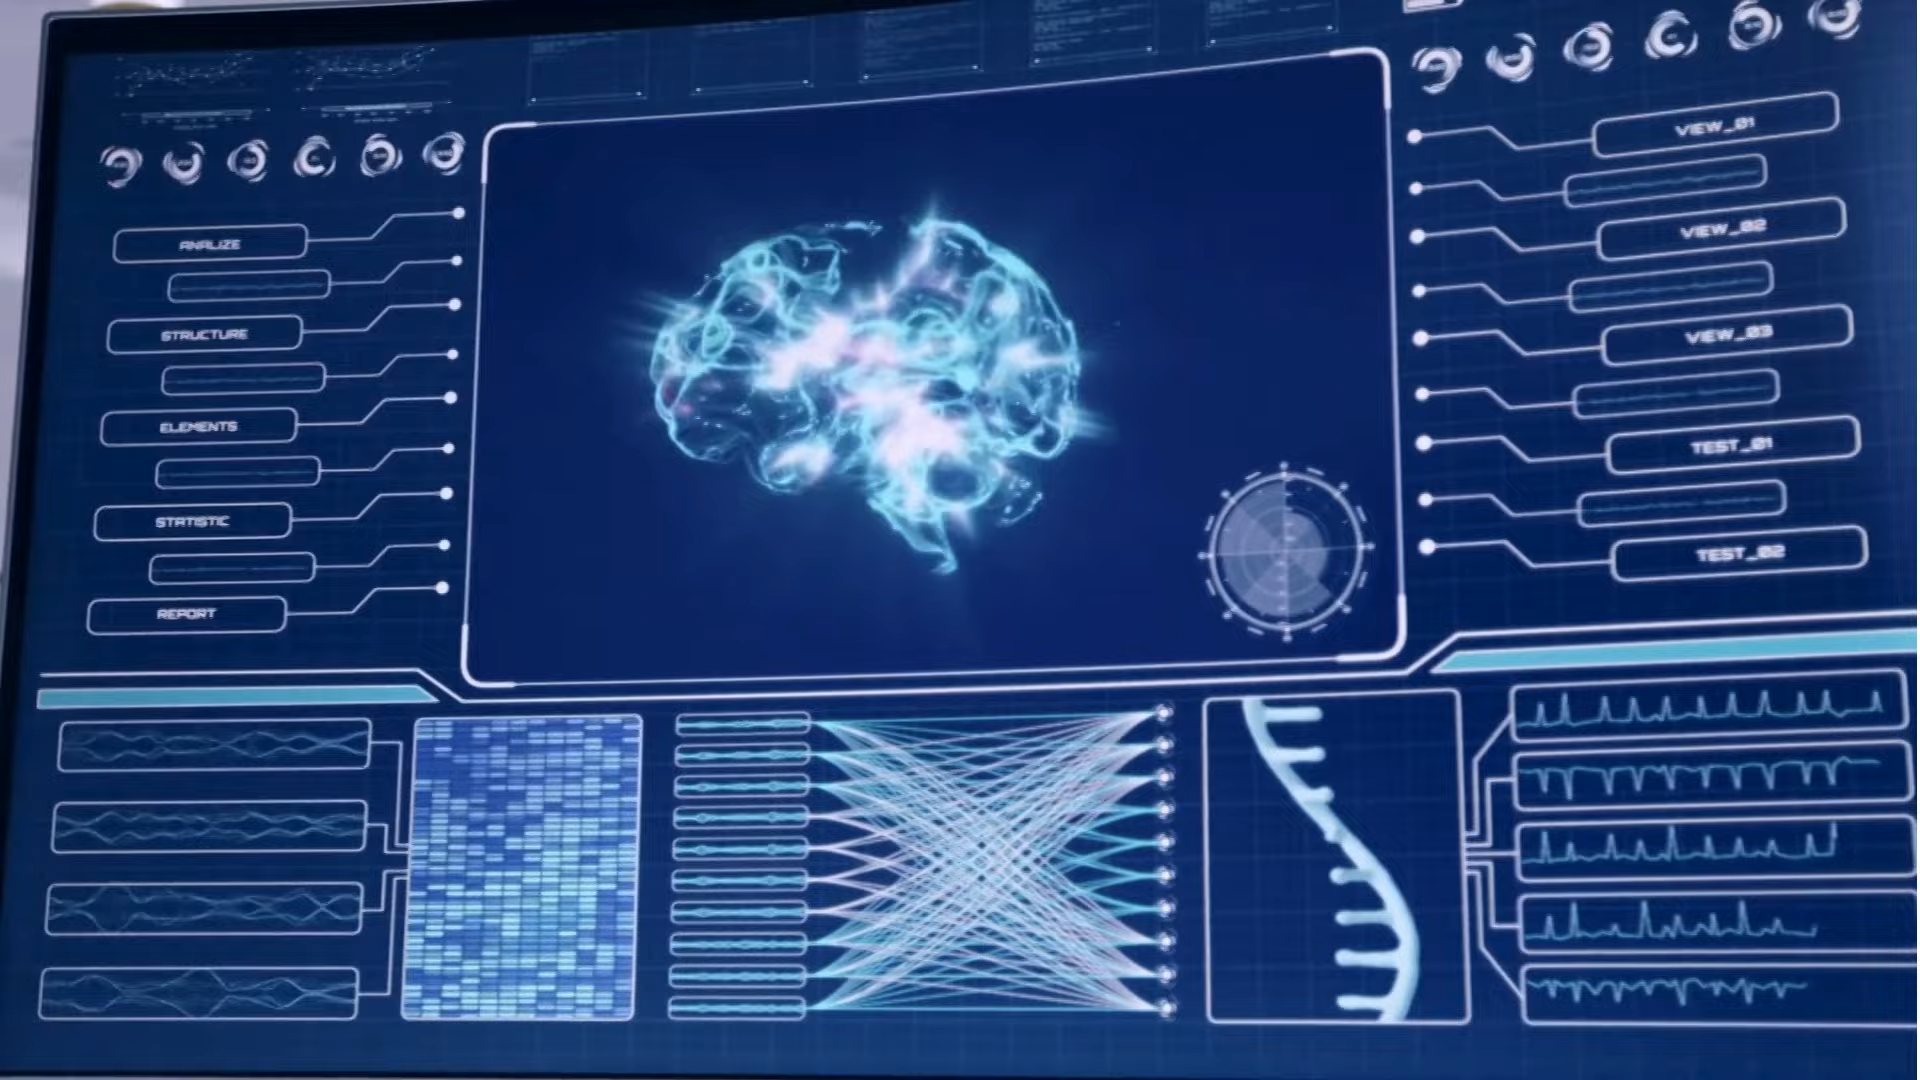 ANALIZE
STRUCTURE
ELEMENTS
STATISTIC
REPORT
VIEW_01
VIEW_02
VIEW_03
TEST_01
TEST_02